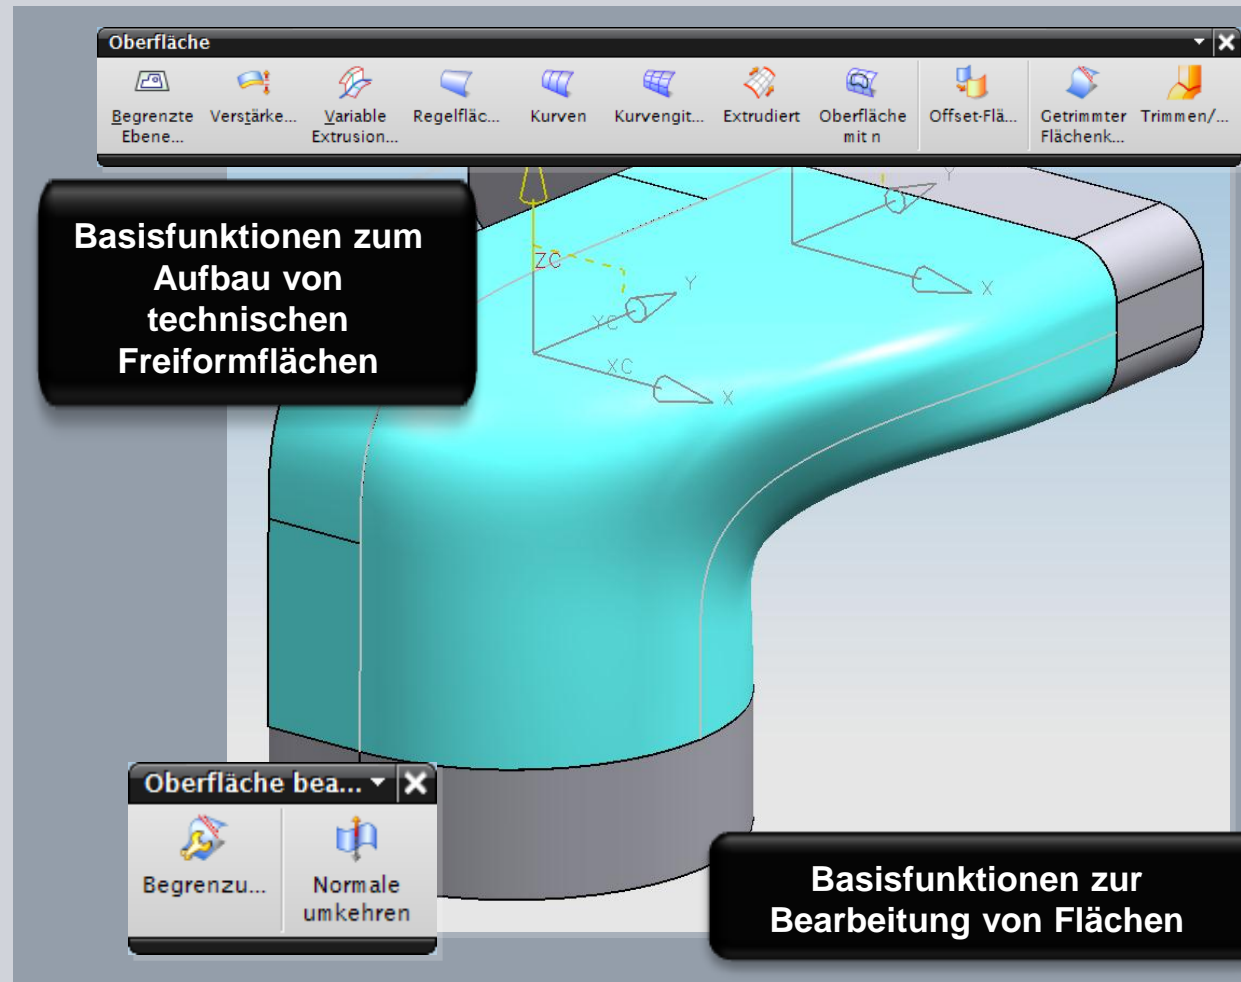 Oberfläche
Begrenzte Ebene...
Verstärke...
Variable Extrusion...
Regelfläc...
Kurven
Kurvengit...
Extrudiert
Oberfläche mit n
Offset-Flä...
Getrimmter Flächenk...
Trimmen/...
Basisfunktionen zum
Aufbau von
technischen
Freiformflächen
Y
ZC
Y
X
YC
XC
X
Oberfläche bea...
Begrenzu...
Normale
umkehren
Basisfunktionen zur
Bearbeitung von Flächen